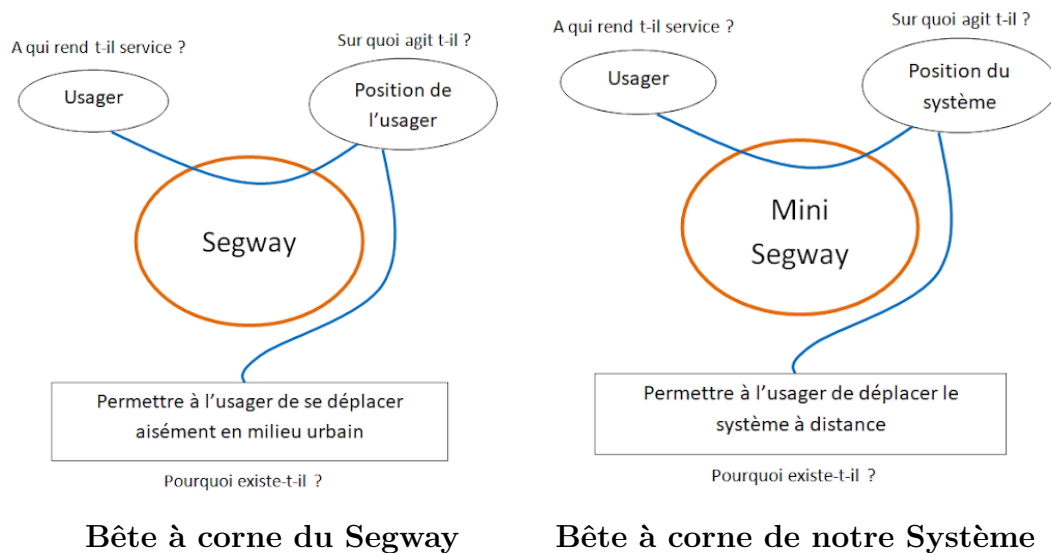 A qui rend t-il service ?
Sur quoi agit t-il ?
Usager
Position de
l'usager
Segway
Permettre à l'usager de se déplacer
aisément en milieu urbain
Pourquoi existe-t-il ?
Bête à corne du Segway
A qui rend t-il service ?
Sur quoi agit t-il ?
Usager
Position du
système
Mini
Segway
Permettre à l'usager de déplacer le
système à distance
Pourquoi existe-t-il ?
Bête à corne de notre Système